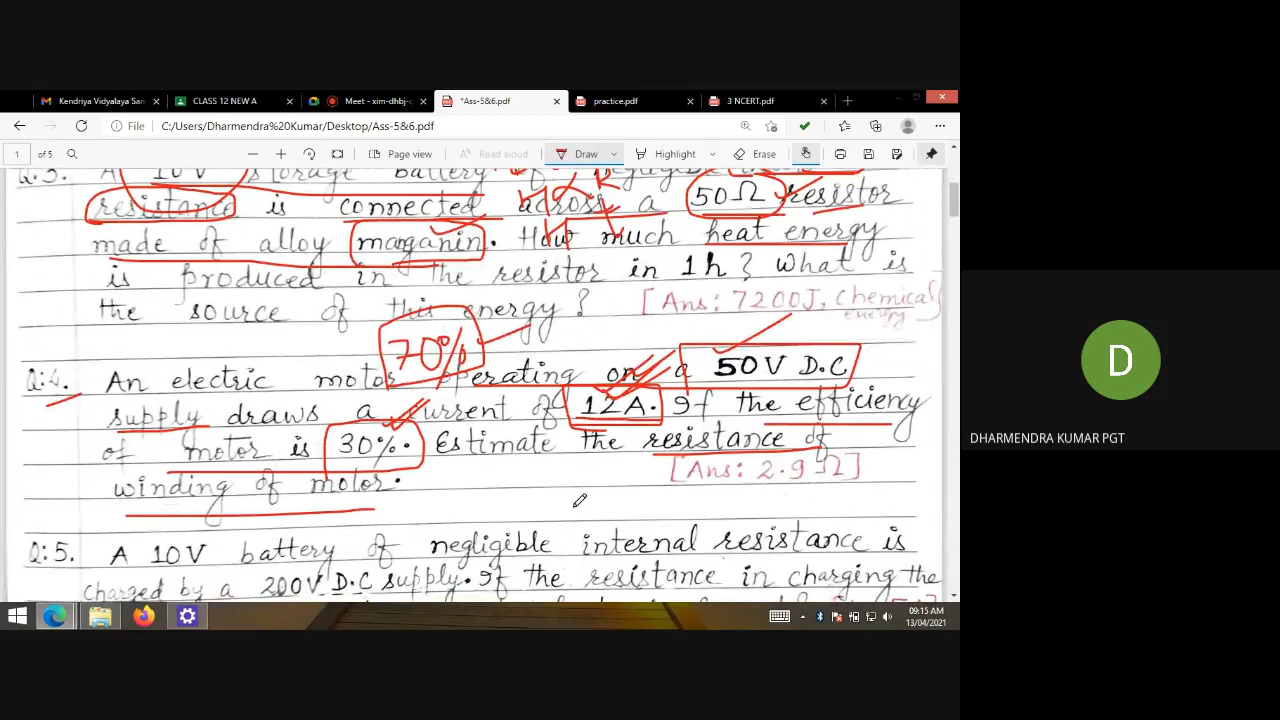 Kendriya Vidyalaya San
CLASS 12 NEW A
Meet - xim-dhbj-
*Ass-5&6.pdf
practice.pdf
3 NCERT.pdf
File C:/Users/Dharmendra%20Kumar/Desktop/Ass-5&6.pdf
1 of 5 Page view Read aloud Draw Highlight Erase
Q.3. A 10V storage battery of negligible
resistance is connected across a 50Ω resistor
made of alloy manganin. How much heat energy
is produced in the resistor in 1h? What is
the source of this energy? [Ans: 7200J, Chemical
energy]
70%
Q:4. An electric motor operating on a 50V D.C
supply draws a current of 12A. If the efficiency
of motor is 30%. Estimate the resistance of
winding of motor. [Ans: 2.9Ω]
Q:5. A 10V battery of negligible internal resistance is
charged by a 200V D.C supply. If the resistance in charging the
09:15 AM
13/04/2021
D
DHARMENDRA KUMAR PGT